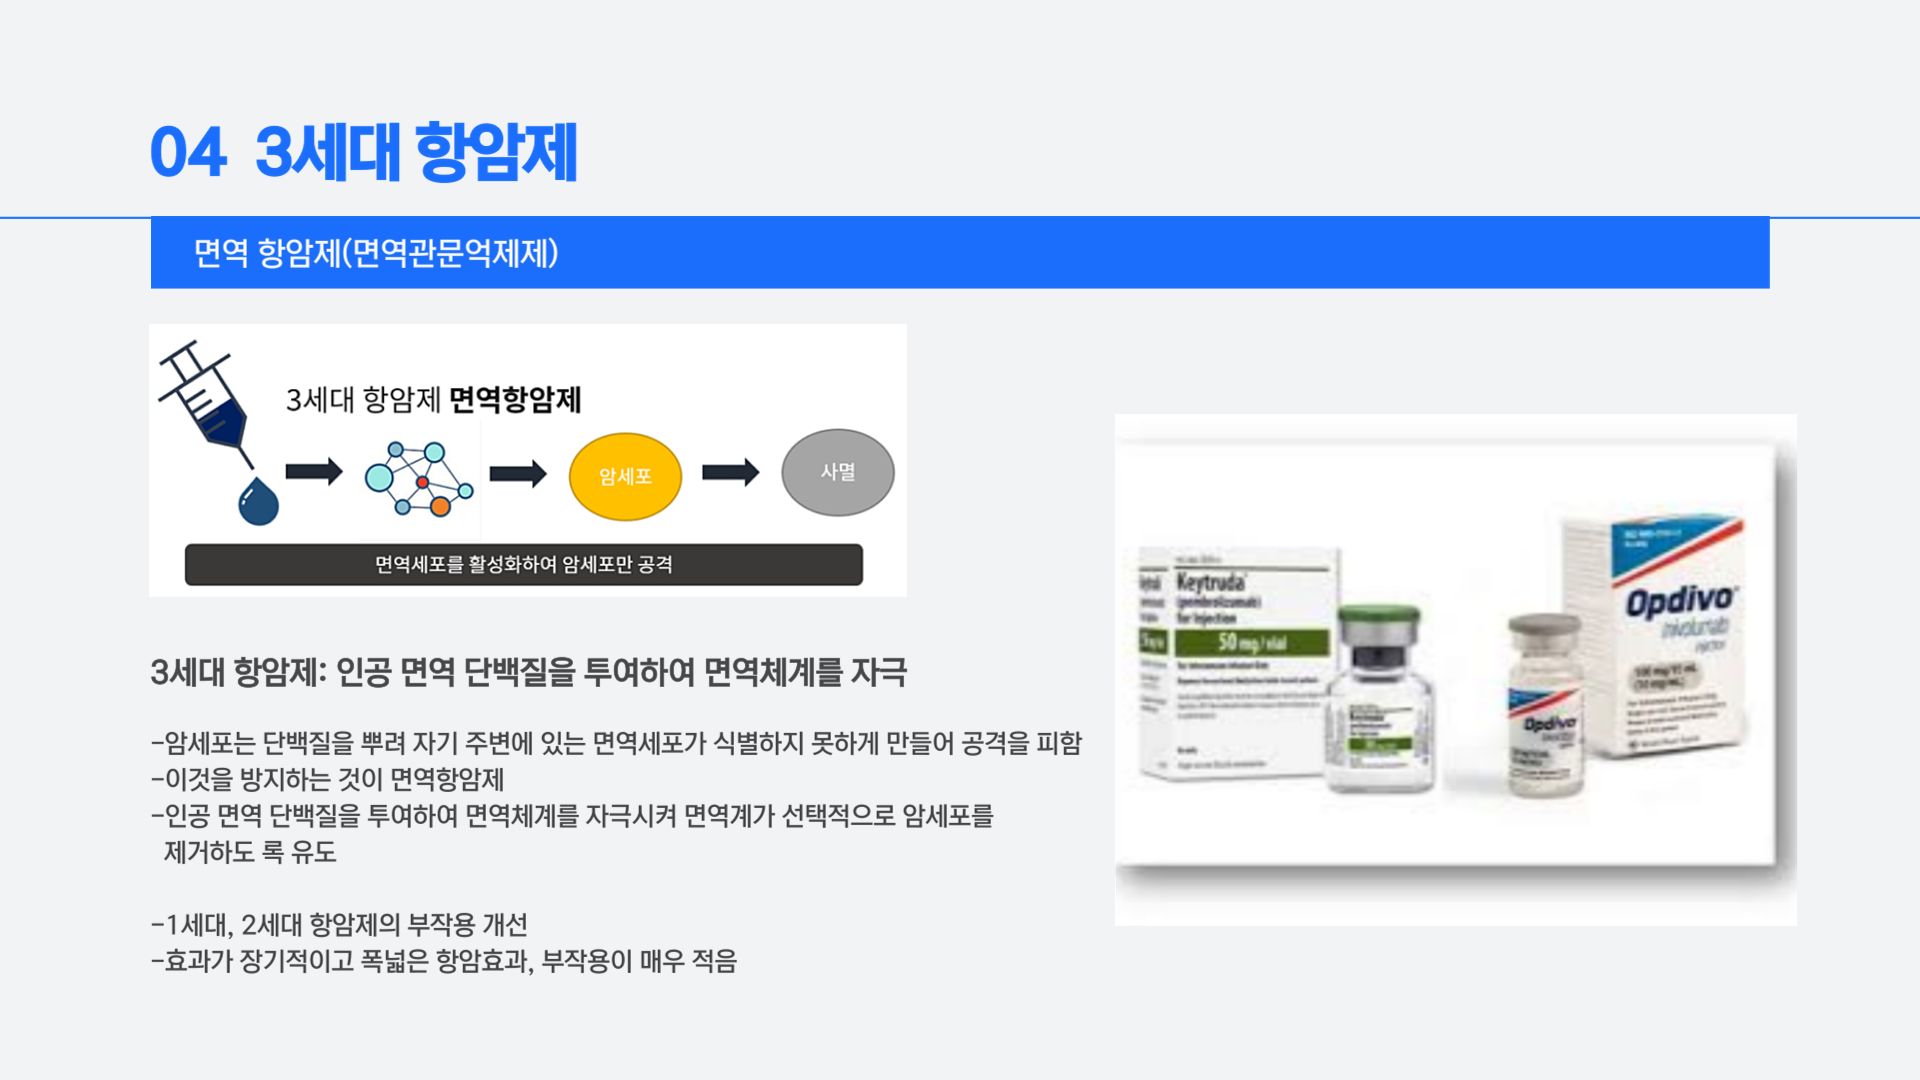 04 3세대 항암제
면역 항암제(면역관문억제제)
3세대 항암제 면역항암제
암세포
사멸
면역세포를 활성화하여 암세포만 공격
3세대 항암제: 인공 면역 단백질을 투여하여 면역체계를 자극
-암세포는 단백질을 뿌려 자기 주변에 있는 면역세포가 식별하지 못하게 만들어 공격을 피함
-이것을 방지하는 것이 면역항암제
-인공 면역 단백질을 투여하여 면역체계를 자극시켜 면역계가 선택적으로 암세포를
제거하도 록 유도
-1세대, 2세대 항암제의 부작용 개선
-효과가 장기적이고 폭넓은 항암효과, 부작용이 매우 적음
Keytruda
(pembrolizumab)
for Injection
50 mg/vial
Keytruda
Opdivo
nivolumab
Opdivo